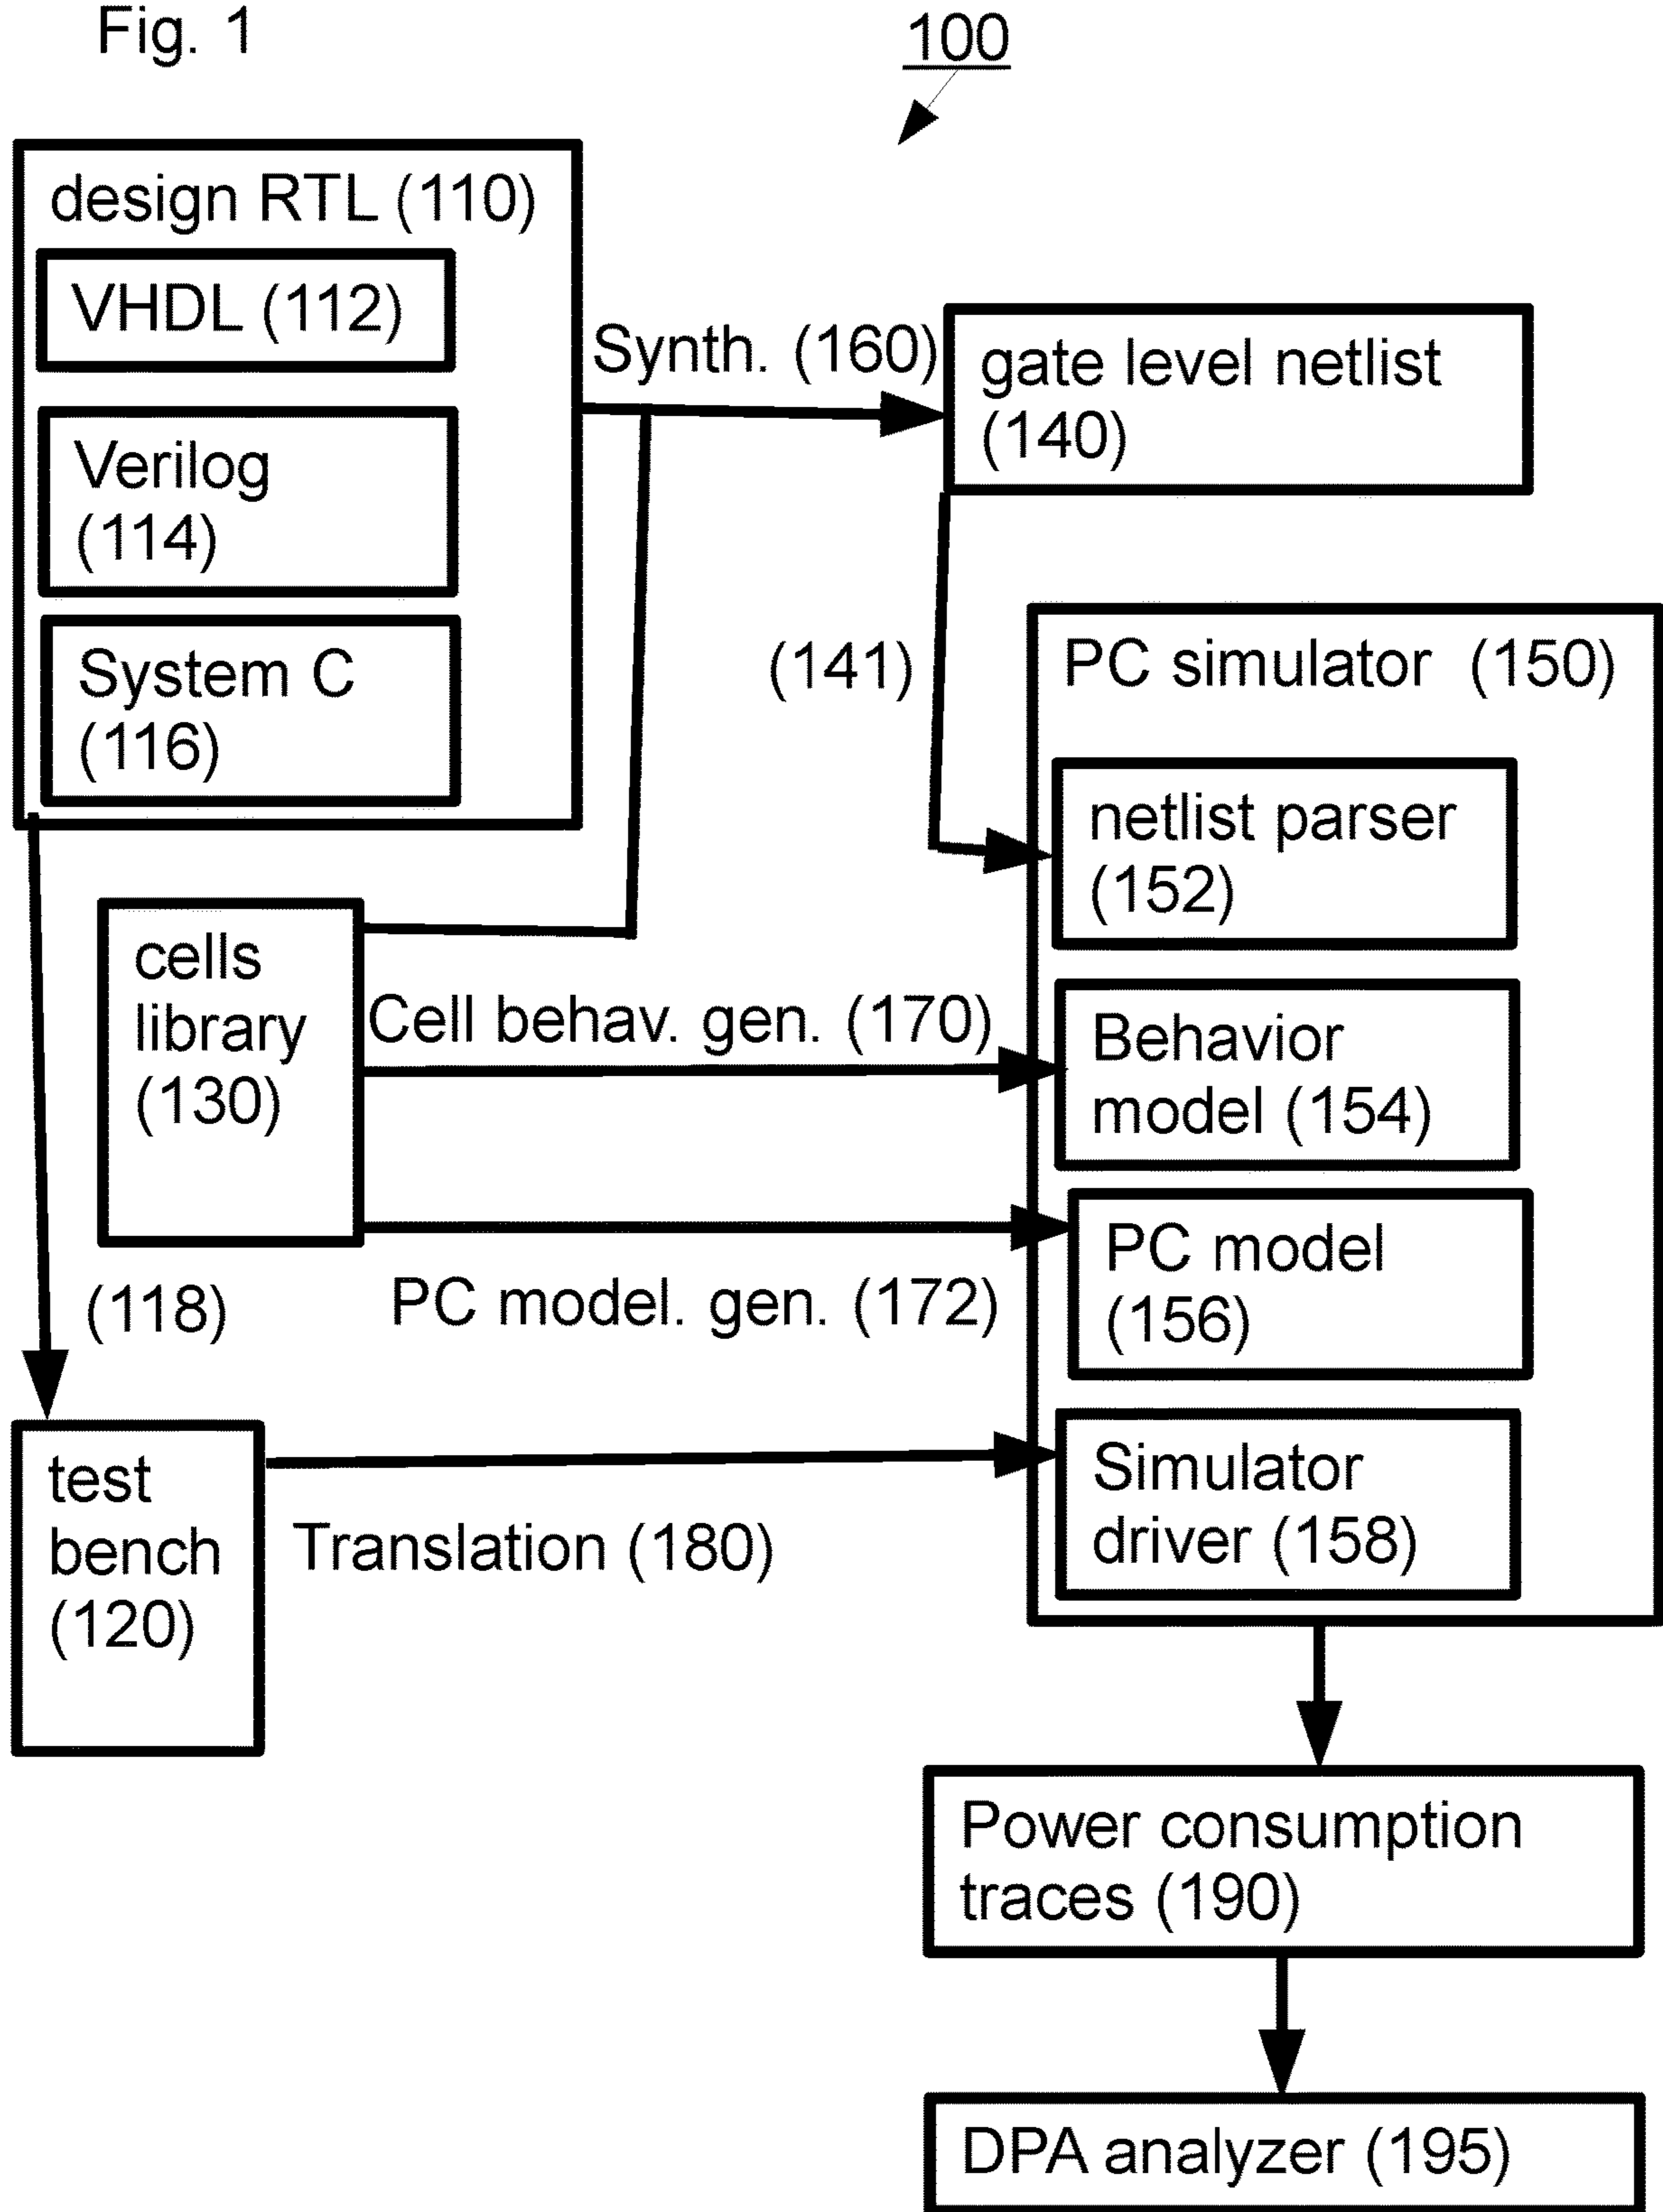 Fig. 1
100
design RTL (110)
VHDL (112)
Verilog
(114)
System C
(116)
Synth. (160)
gate level netlist
(140)
(141)
PC simulator (150)
netlist parser
(152)
cells
library
(130)
Cell behav. gen. (170)
Behavior
model (154)
PC model. gen. (172)
PC model
(156)
(118)
test
bench
(120)
Translation (180)
Simulator
driver (158)
Power consumption
traces (190)
DPA analyzer (195)